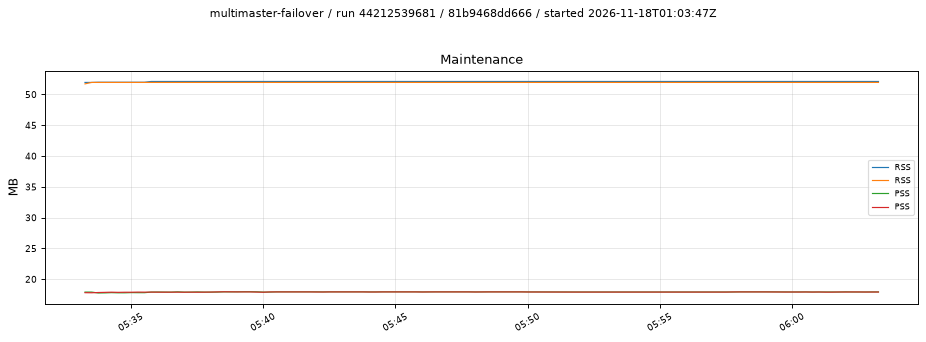 multimaster-failover / run 44212539681 / 81b9468dd666 / started 2026-11-18T01:03:47Z
Maintenance
MB
50
45
40
35
30
25
20
RSS
RSS
PSS
PSS
05:35
05:40
05:45
05:50
05:55
06:00